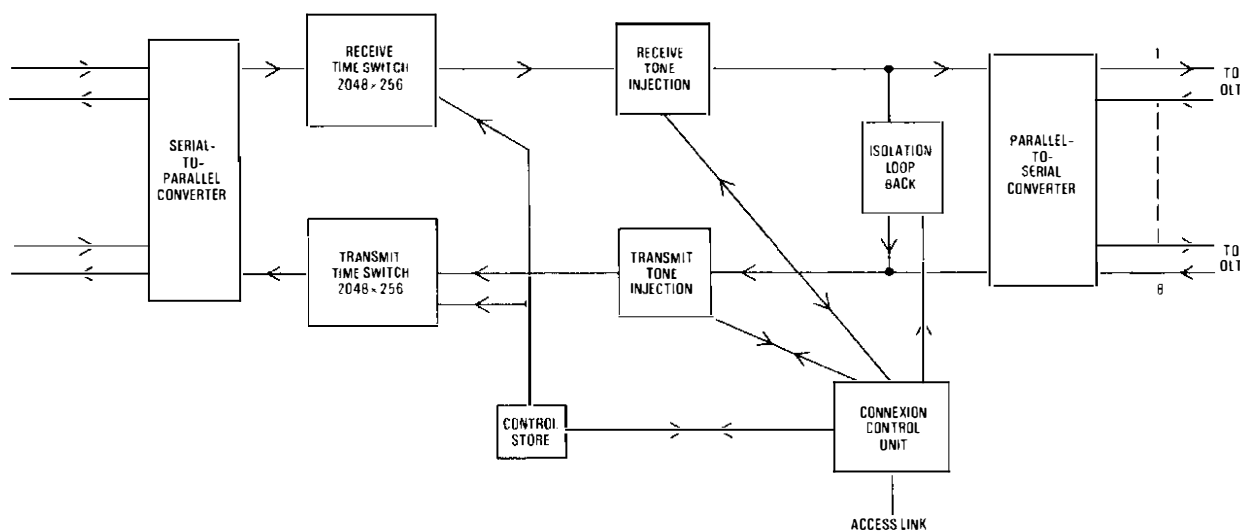 RECEIVE
TIME SWITCH
2048 × 256
RECEIVE
TONE
INJECTION
1
TO
OLT
SERIAL-
TO-
PARALLEL
CONVERTER
ISOLATION
LOOP
BACK
PARALLEL-
TO-
SERIAL
CONVERTER
TRANSMIT
TIME SWITCH
2048 × 256
TRANSMIT
TONE
INJECTION
TO
OLT
8
CONTROL
STORE
CONNEXION
CONTROL
UNIT
ACCESS LINK